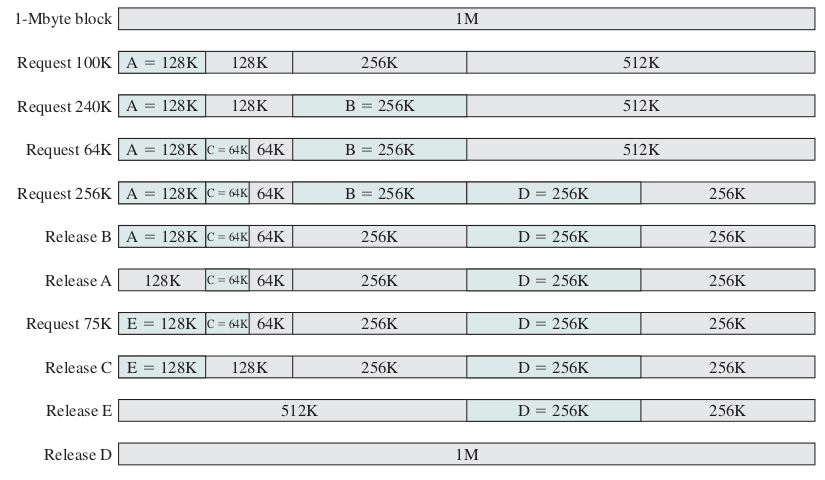 1-Mbyte block 1M
Request 100K A = 128K 128K 256K 512K
Request 240K A = 128K 128K B = 256K 512K
Request 64K A = 128K C = 64K 64K B = 256K 512K
Request 256K A = 128K C = 64K 64K B = 256K D = 256K 256K
Release B A = 128K C = 64K 64K 256K D = 256K 256K
Release A 128K C = 64K 64K 256K D = 256K 256K
Request 75K E = 128K C = 64K 64K 256K D = 256K 256K
Release C E = 128K 128K 256K D = 256K 256K
Release E 512K D = 256K 256K
Release D 1M